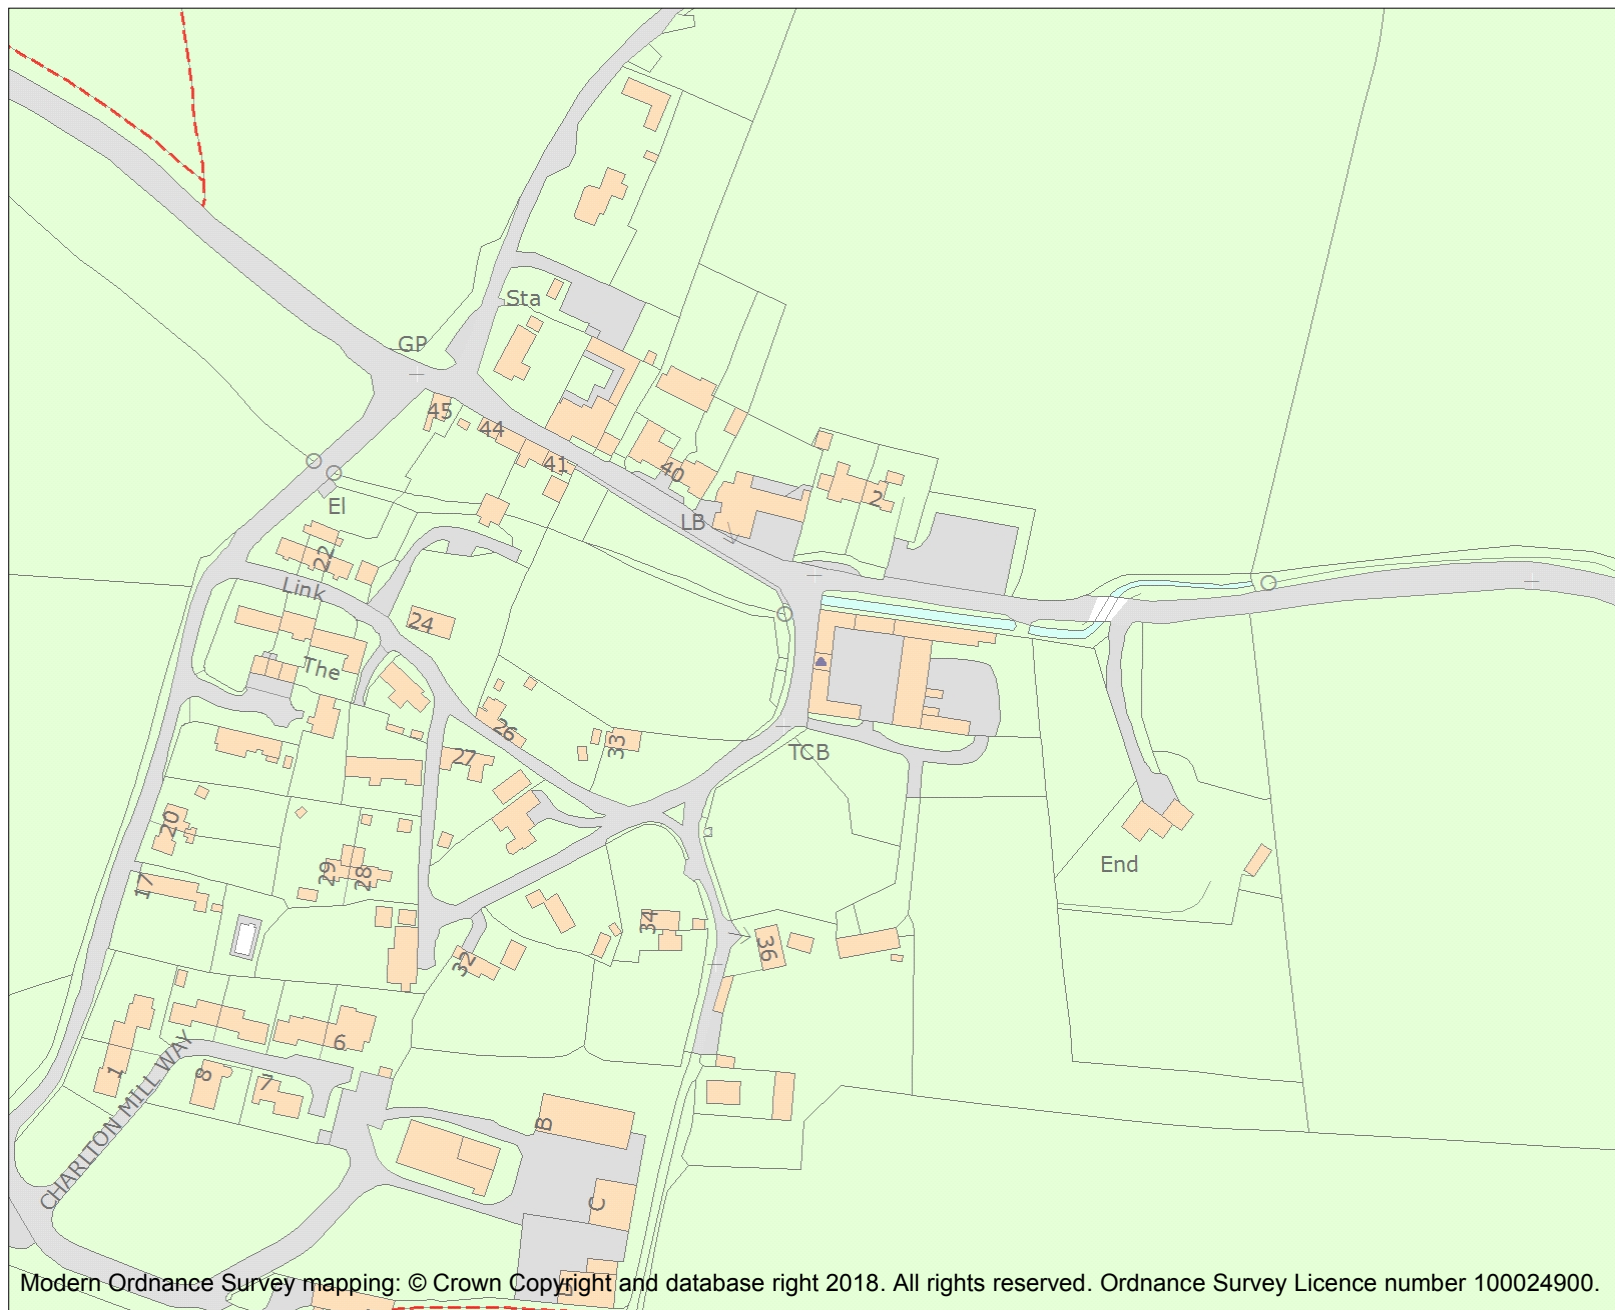 Sta
GP
45
44
41
40
2
LB
El
22
Link
24
The
26
33
27
TCB
20
29
28
17
End
34
36
32
6
1
8
7
CHARLTON MILL WAY
B
C
Modern Ordnance Survey mapping: © Crown Copyright and database right 2018. All rights reserved. Ordnance Survey Licence number 100024900.